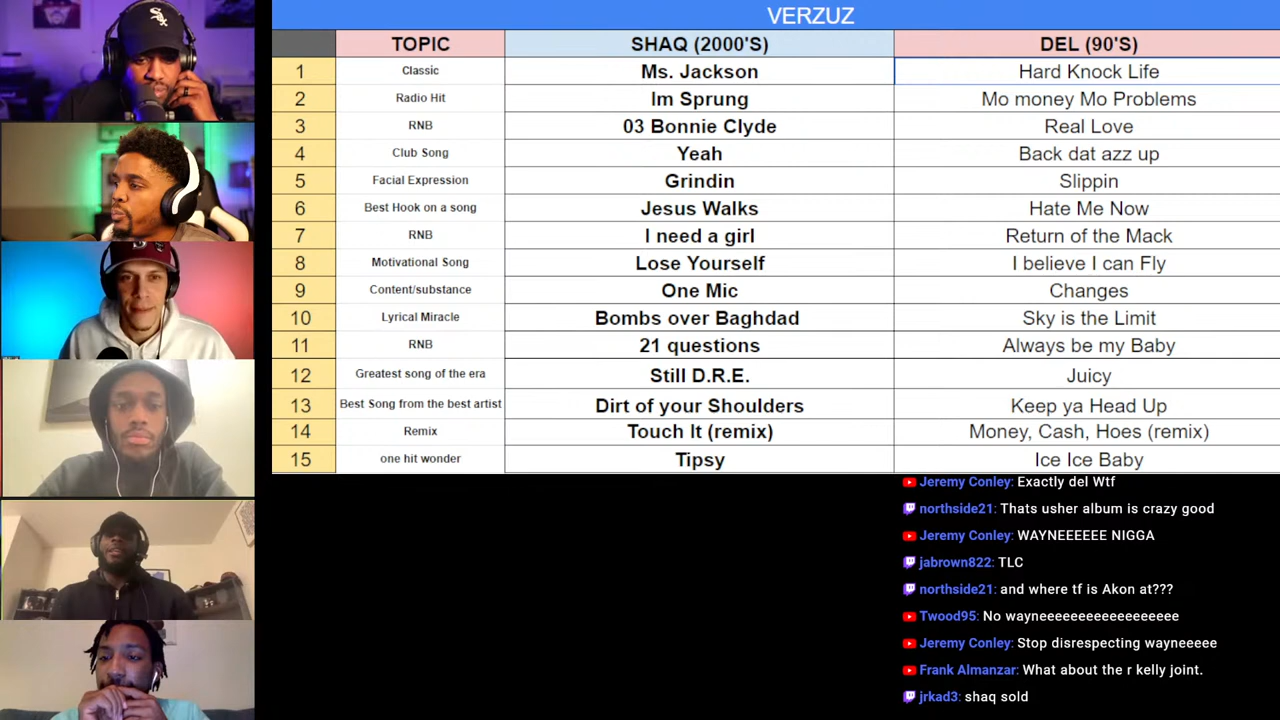 VERZUZ
TOPIC SHAQ (2000'S) DEL (90'S)
1 Classic Ms. Jackson Hard Knock Life
2 Radio Hit Im Sprung Mo money Mo Problems
3 RNB 03 Bonnie Clyde Real Love
4 Club Song Yeah Back dat azz up
5 Facial Expression Grindin Slippin
6 Best Hook on a song Jesus Walks Hate Me Now
7 RNB I need a girl Return of the Mack
8 Motivational Song Lose Yourself I believe I can Fly
9 Content/substance One Mic Changes
10 Lyrical Miracle Bombs over Baghdad Sky is the Limit
11 RNB 21 questions Always be my Baby
12 Greatest song of the era Still D.R.E. Juicy
13 Best Song from the best artist Dirt of your Shoulders Keep ya Head Up
14 Remix Touch It (remix) Money, Cash, Hoes (remix)
15 one hit wonder Tipsy Ice Ice Baby
Jeremy Conley: Exactly del Wtf
northside21: Thats usher album is crazy good
Jeremy Conley: WAYNEEEEEE NIGGA
jabrown822: TLC
northside21: and where tf is Akon at???
Twood95: No wayneeeeeeeeeeeeeeeeeee
Jeremy Conley: Stop disrespecting wayneeeee
Frank Almanzar: What about the r kelly joint.
jrkad3: shaq sold